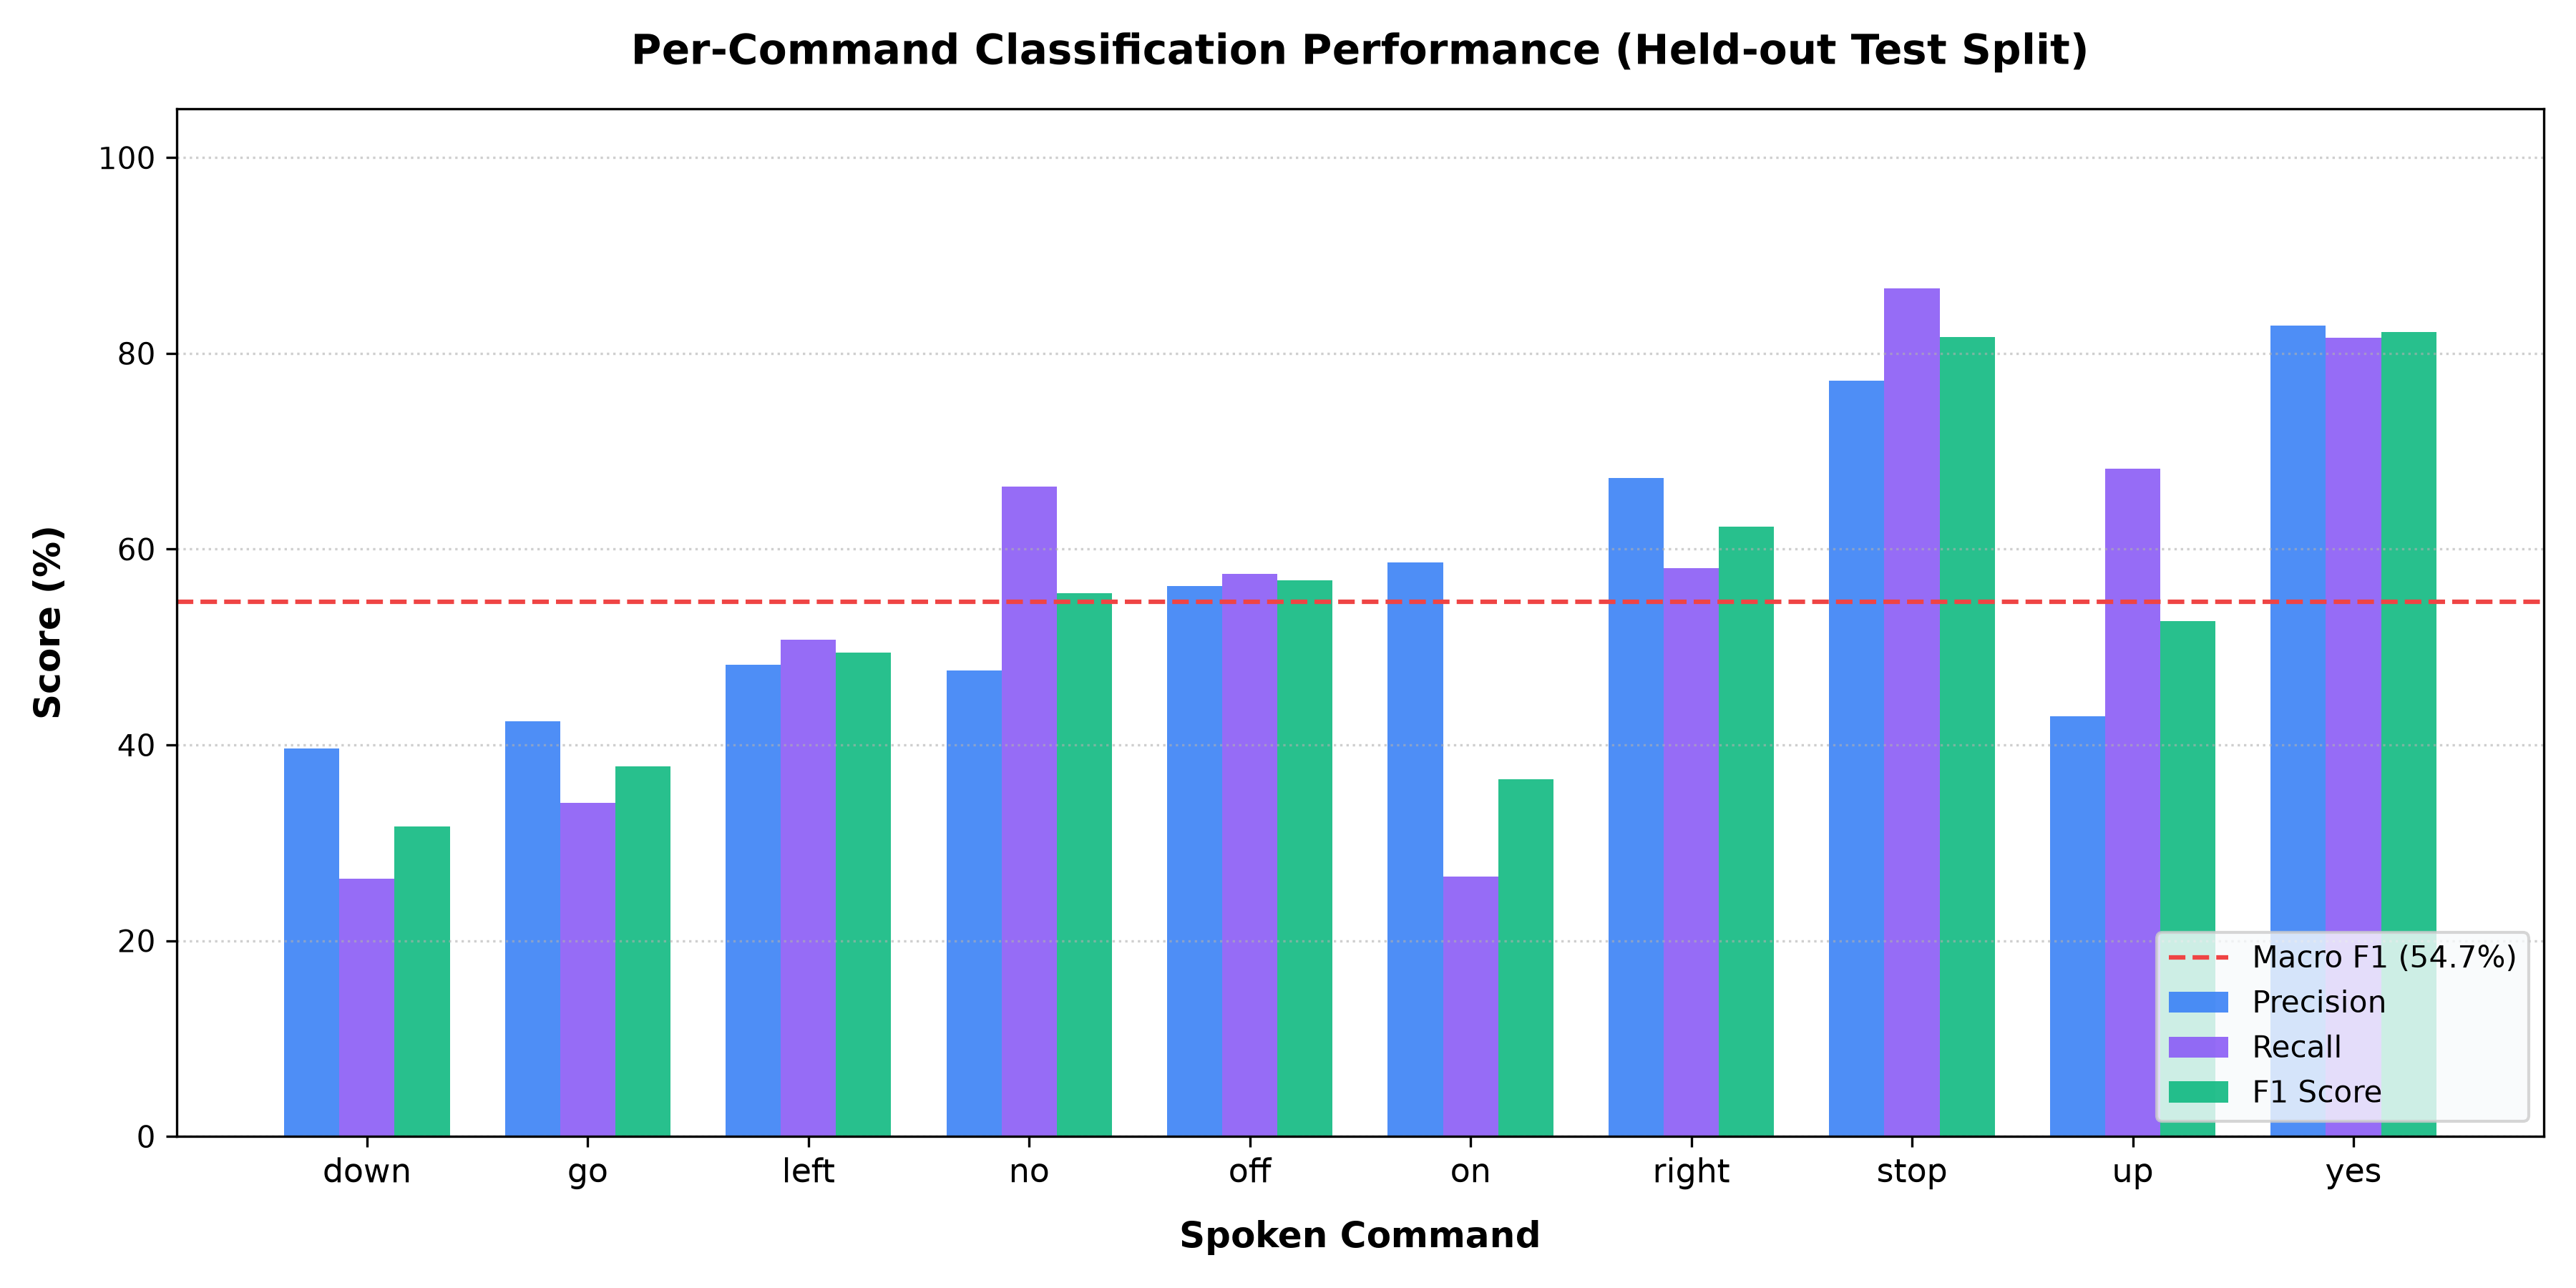 Per-Command Classification Performance (Held-out Test Split)
Score (%)
100
80
60
40
20
0
down go left no off on right stop up yes
Spoken Command
Macro F1 (54.7%)
Precision
Recall
F1 Score